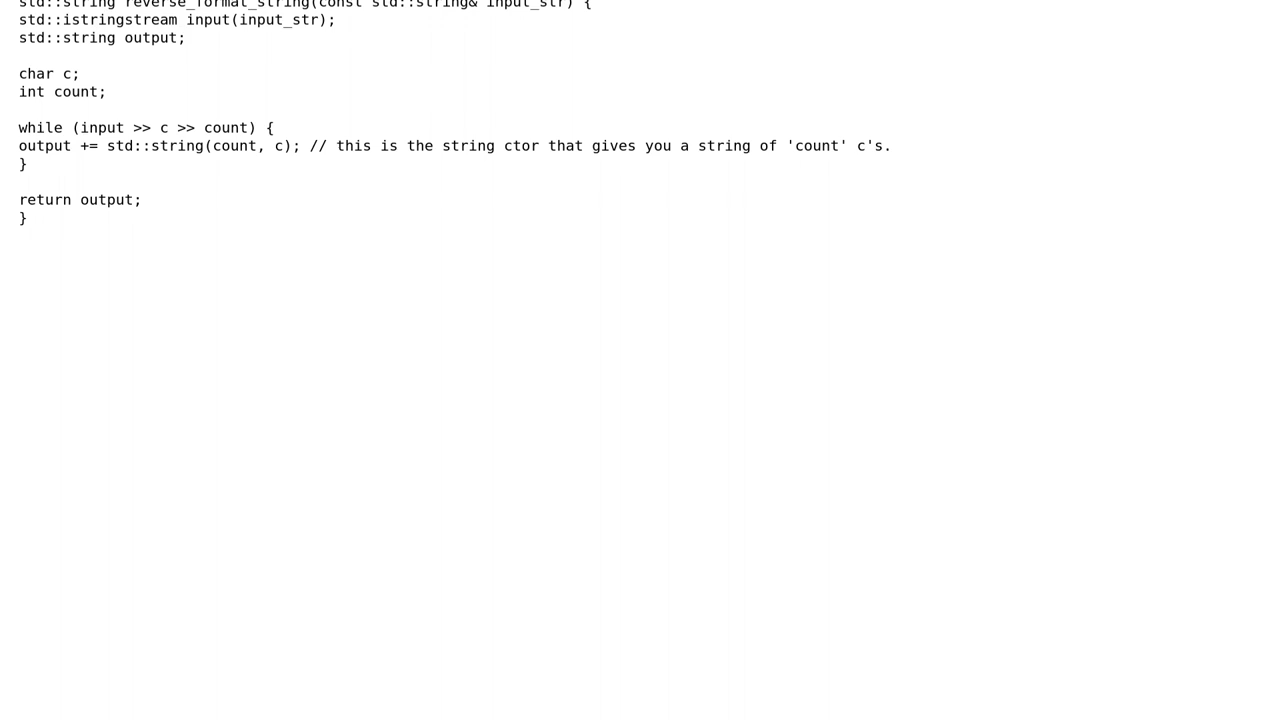 std::string reverse_format_string(const std::string& input_str) {
std::istringstream input(input_str);
std::string output;

char c;
int count;

while (input >> c >> count) {
output += std::string(count, c); // this is the string ctor that gives you a string of 'count' c's.
}

return output;
}